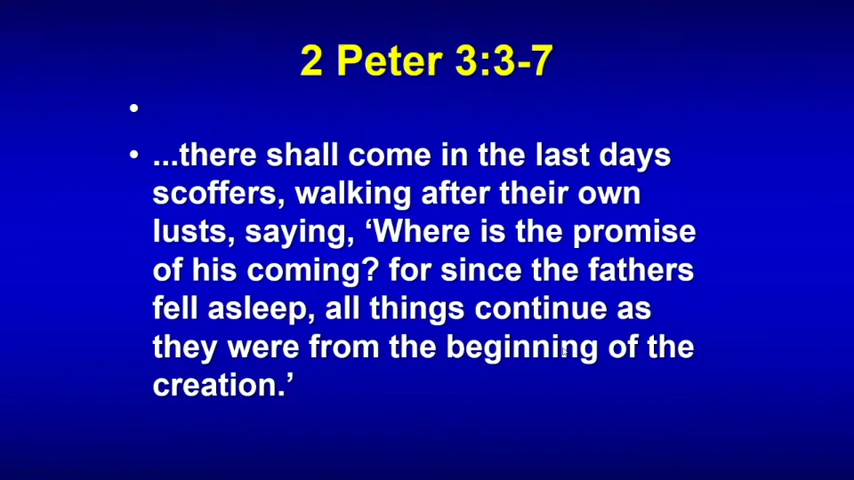 2 Peter 3:3-7
•
• ...there shall come in the last days
scoffers, walking after their own
lusts, saying, ‘Where is the promise
of his coming? for since the fathers
fell asleep, all things continue as
they were from the beginning of the
creation.’